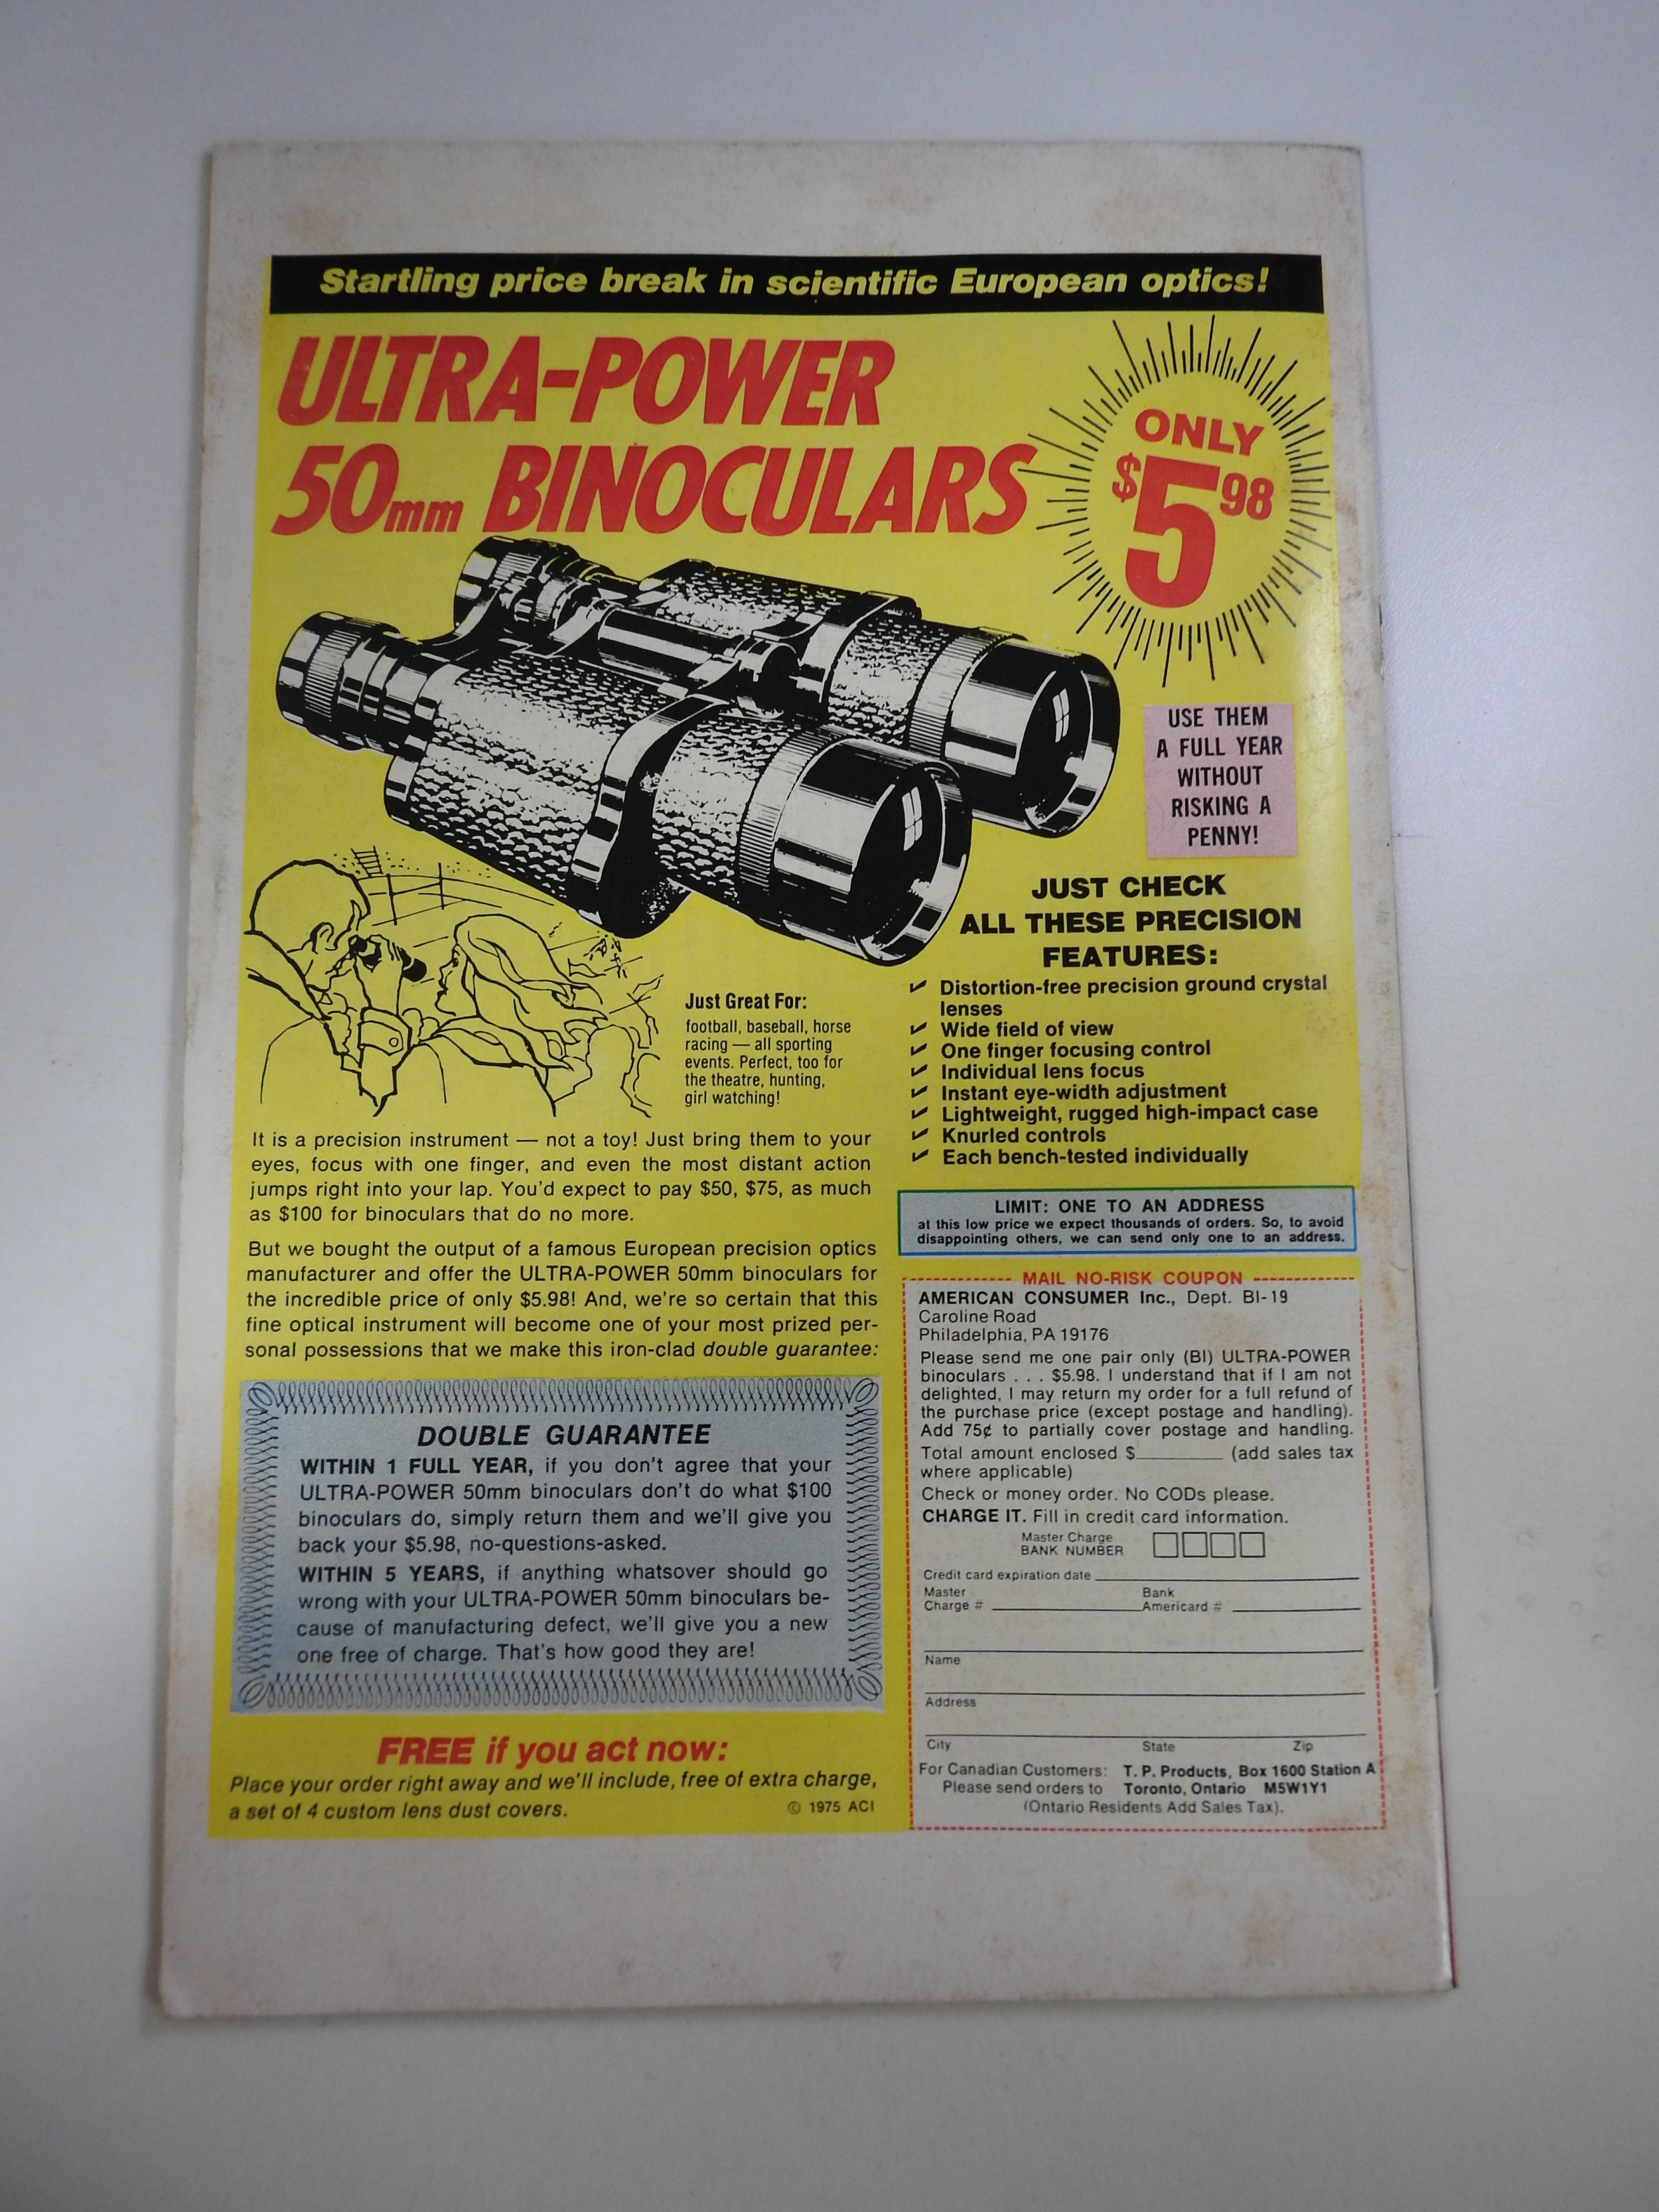 Startling price break in scientific European optics!
ULTRA-POWER
50mm BINOCULARS
ONLY
$5.98
USE THEM
A FULL YEAR
WITHOUT
RISKING A
PENNY!
JUST CHECK
ALL THESE PRECISION
FEATURES:
✔ Distortion-free precision ground crystal
lenses
✔ Wide field of view
✔ One finger focusing control
✔ Individual lens focus
✔ Instant eye-width adjustment
✔ Lightweight, rugged high-impact case
✔ Knurled controls
✔ Each bench-tested individually
Just Great For:
football, baseball, horse
racing — all sporting
events. Perfect, too for
the theatre, hunting,
girl watching!
It is a precision instrument — not a toy! Just bring them to your
eyes, focus with one finger, and even the most distant action
jumps right into your lap. You'd expect to pay $50, $75, as much
as $100 for binoculars that do no more.
But we bought the output of a famous European precision optics
manufacturer and offer the ULTRA-POWER 50mm binoculars for
the incredible price of only $5.98! And, we're so certain that this
fine optical instrument will become one of your most prized per-
sonal possessions that we make this iron-clad double guarantee:
DOUBLE GUARANTEE
WITHIN 1 FULL YEAR, if you don't agree that your
ULTRA-POWER 50mm binoculars don't do what $100
binoculars do, simply return them and we'll give you
back your $5.98, no-questions-asked.
WITHIN 5 YEARS, if anything whatsover should go
wrong with your ULTRA-POWER 50mm binoculars be-
cause of manufacturing defect, we'll give you a new
one free of charge. That's how good they are!
FREE if you act now:
Place your order right away and we'll include, free of extra charge,
a set of 4 custom lens dust covers.
© 1975 ACI
LIMIT: ONE TO AN ADDRESS
at this low price we expect thousands of orders. So, to avoid
disappointing others, we can send only one to an address.
MAIL NO-RISK COUPON
AMERICAN CONSUMER Inc., Dept. BI-19
Caroline Road
Philadelphia, PA 19176
Please send me one pair only (BI) ULTRA-POWER
binoculars . . . $5.98. I understand that if I am not
delighted, I may return my order for a full refund of
the purchase price (except postage and handling).
Add 75¢ to partially cover postage and handling.
Total amount enclosed $________ (add sales tax
where applicable)
Check or money order. No CODs please.
CHARGE IT. Fill in credit card information.
Master Charge
BANK NUMBER
Credit card expiration date
Master Bank
Charge # Americard #
Name
Address
City State Zip
For Canadian Customers: T. P. Products, Box 1600 Station A
Please send orders to Toronto, Ontario M5W1Y1
(Ontario Residents Add Sales Tax).